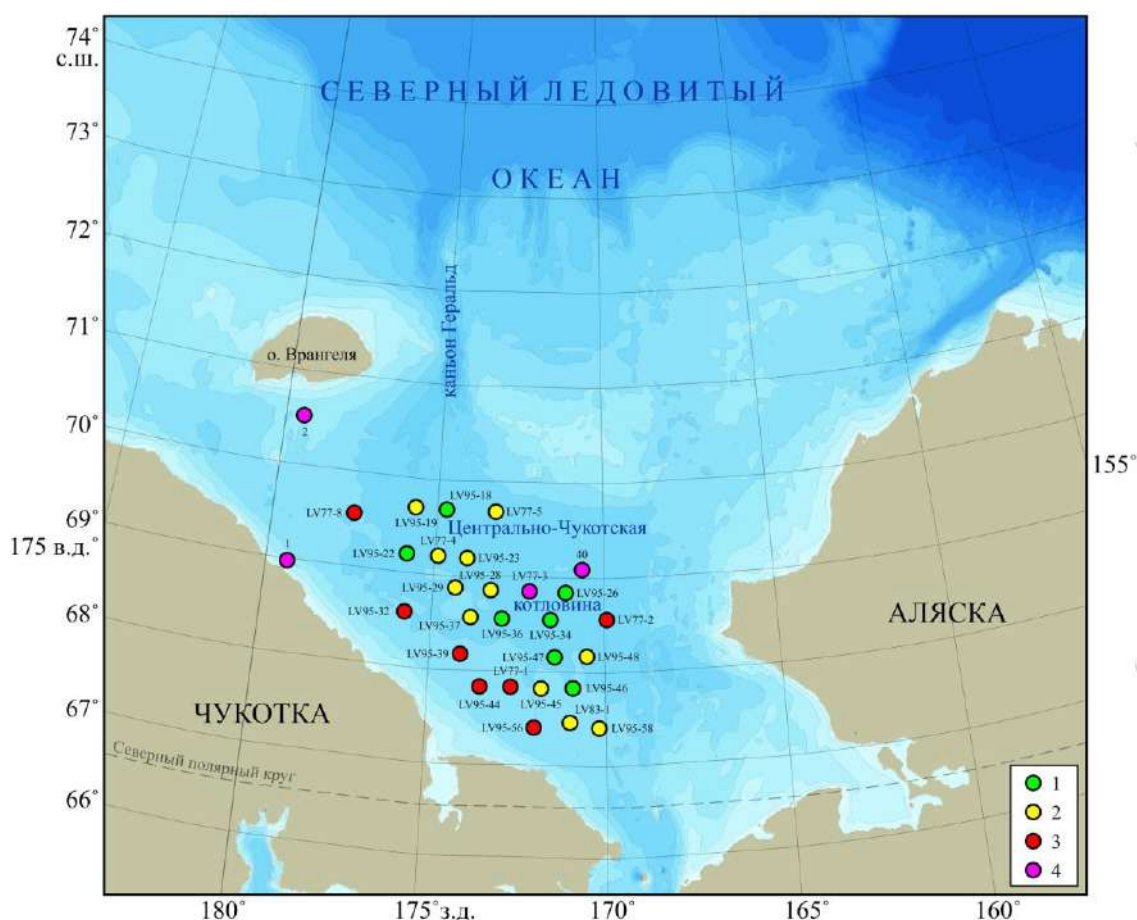 74°
с.ш.
СЕВЕРНЫЙ ЛЕДОВИТЫЙ
73°
ОКЕАН
72°
каньон Геральд
71°
о. Врангеля
70°
2
155°
LV95-18
LV77-8
LV95-19
LV77-5
69°
Центрально-Чукотская
175 в.д.°
1
LV77-4
LV95-22
LV95-23
40
LV95-28
LV77-3
LV95-29
LV95-26
котловина
LV95-32
68°
LV95-37
LV95-36
LV95-34
LV77-2
АЛЯСКА
LV95-39
LV95-47
LV95-48
LV77-1
LV95-44
LV95-45
LV95-46
67°
ЧУКОТКА
LV83-1
LV95-56
LV95-58
Северный полярный круг
66°
1
2
3
4
180°
175°з.д.
170°
165°
160°